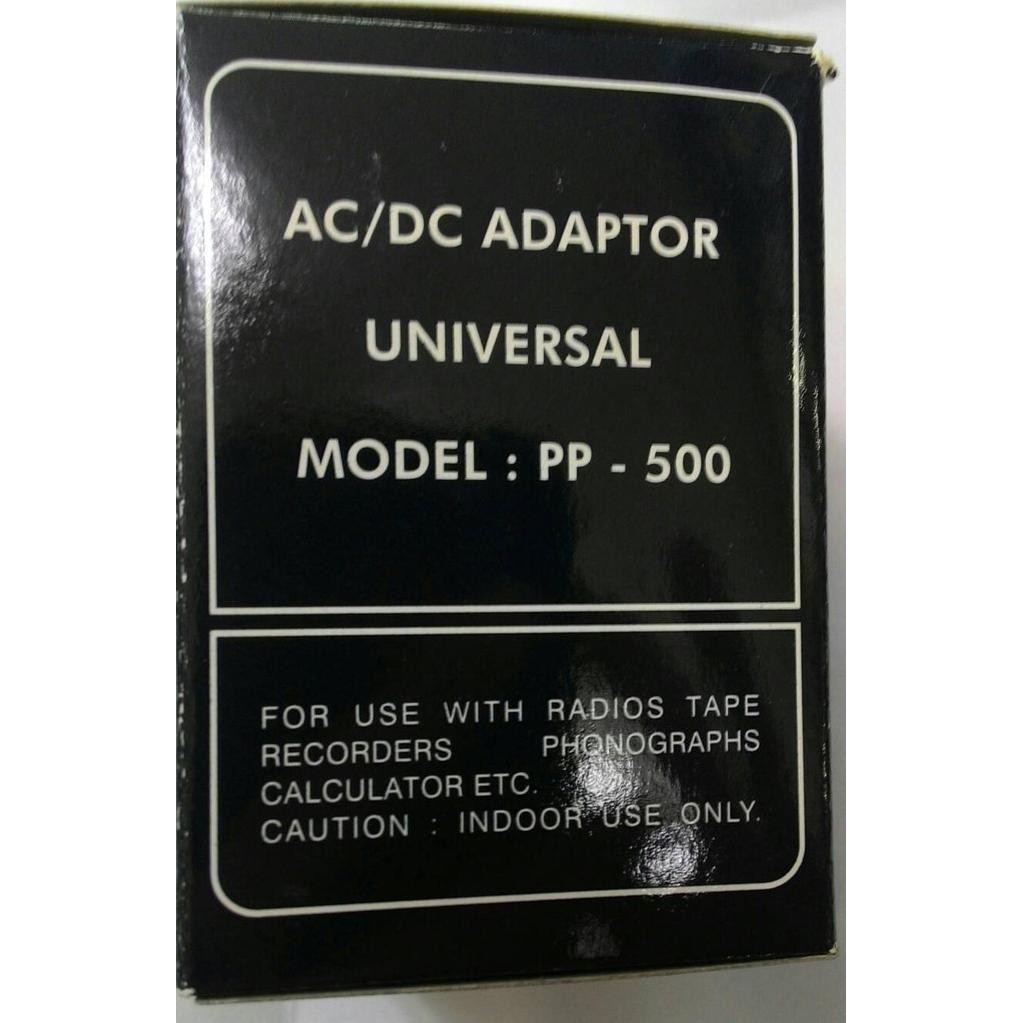 AC/DC ADAPTOR
UNIVERSAL
MODEL : PP - 500
FOR USE WITH RADIOS TAPE
RECORDERS PHONOGRAPHS
CALCULATOR ETC.
CAUTION : INDOOR USE ONLY.